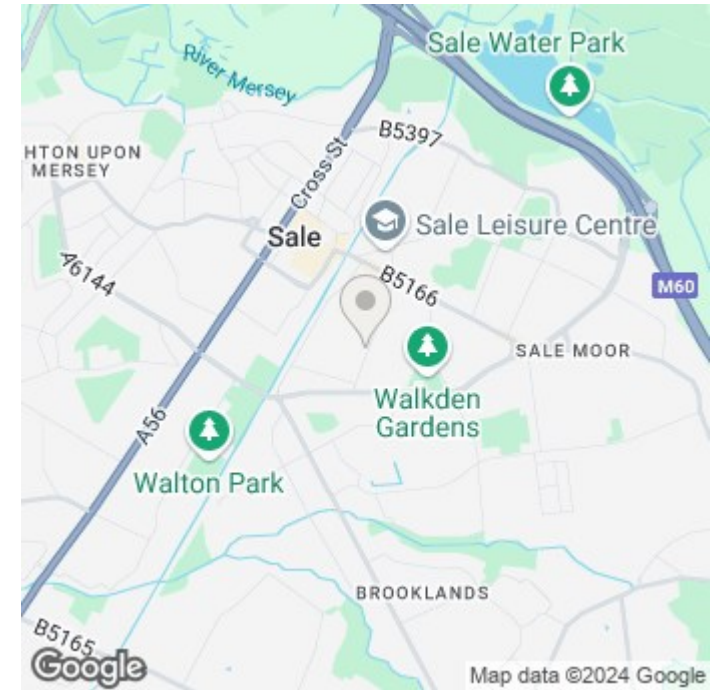 Sale Water Park
River Mersey
B5397
HTON UPON
MERSEY
Cross St
Sale Leisure Centre
Sale
A6144
B5166
M60
SALE MOOR
Walkden
Gardens
A56
Walton Park
BROOKLANDS
B5165
Google
Map data ©2024 Google